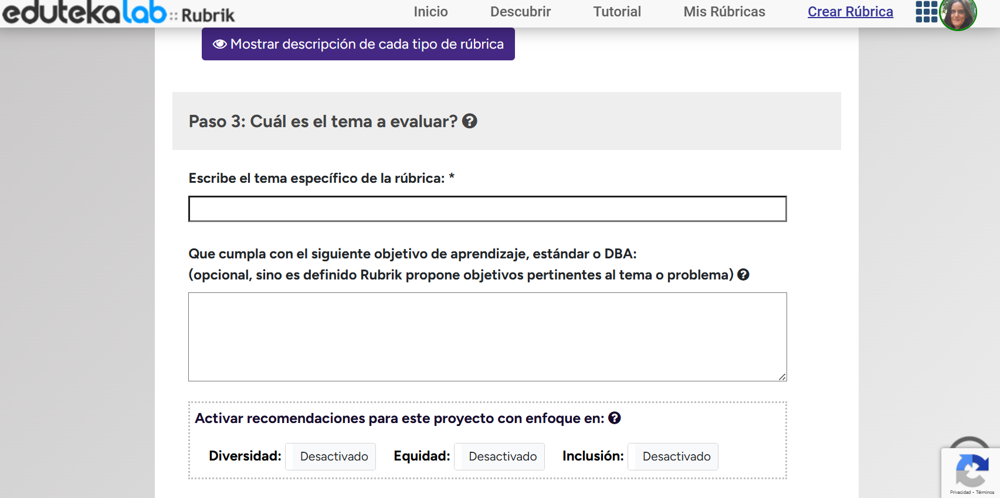 edutekalab :: Rubrik
Inicio Descubrir Tutorial Mis Rúbricas Crear Rúbrica
Mostrar descripción de cada tipo de rúbrica
Paso 3: Cuál es el tema a evaluar?
Escribe el tema específico de la rúbrica: *
Que cumpla con el siguiente objetivo de aprendizaje, estándar o DBA:
(opcional, sino es definido Rubrik propone objetivos pertinentes al tema o problema)
Activar recomendaciones para este proyecto con enfoque en:
Diversidad: Desactivado Equidad: Desactivado Inclusión: Desactivado
Privacidad - Términos